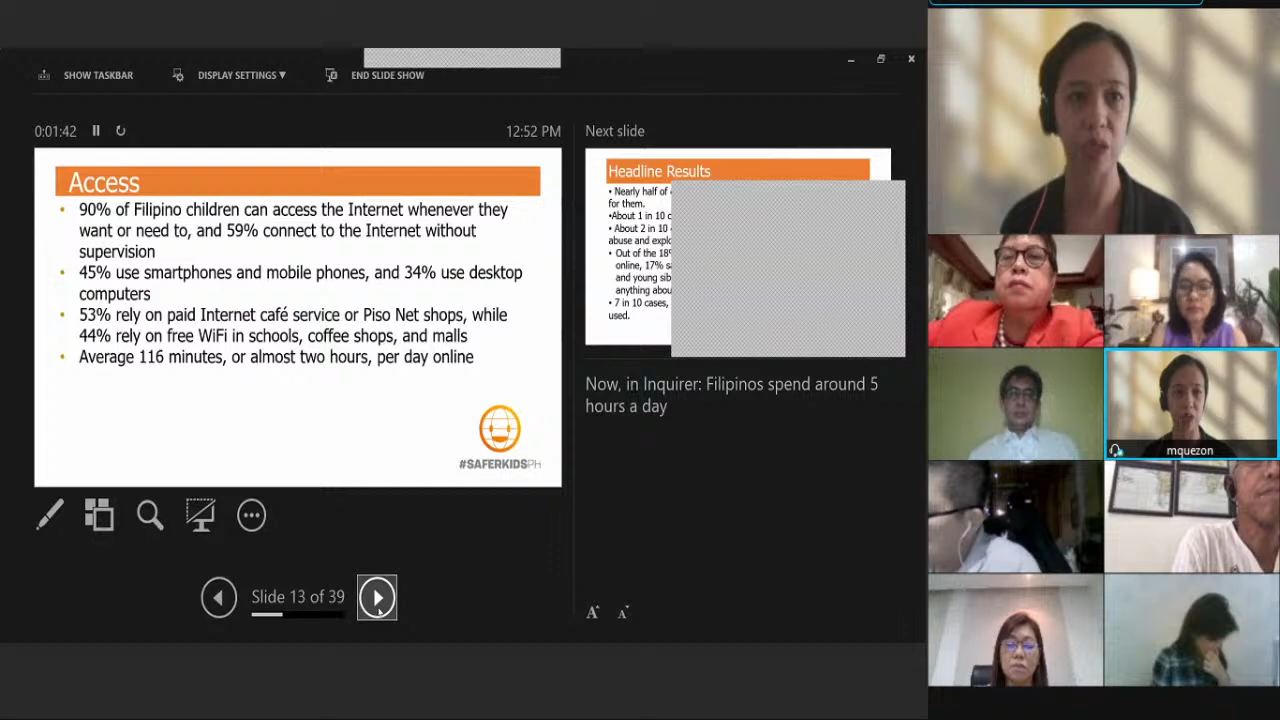 SHOW TASKBAR
DISPLAY SETTINGS ▼
END SLIDE SHOW
0:01:42
12:52 PM
Access
• 90% of Filipino children can access the Internet whenever they
want or need to, and 59% connect to the Internet without
supervision
• 45% use smartphones and mobile phones, and 34% use desktop
computers
• 53% rely on paid Internet café service or Piso Net shops, while
44% rely on free WiFi in schools, coffee shops, and malls
• Average 116 minutes, or almost two hours, per day online
#SAFERKIDSPH
Slide 13 of 39
Next slide
Headline Results
• Nearly half of
for them.
•About 1 in 10
• About 2 in 10
abuse and
• Out of the
online, 17%
and young
anything
• 7 in 10 cases,
used.
Now, in Inquirer: Filipinos spend around 5
hours a day
A A
mquezon